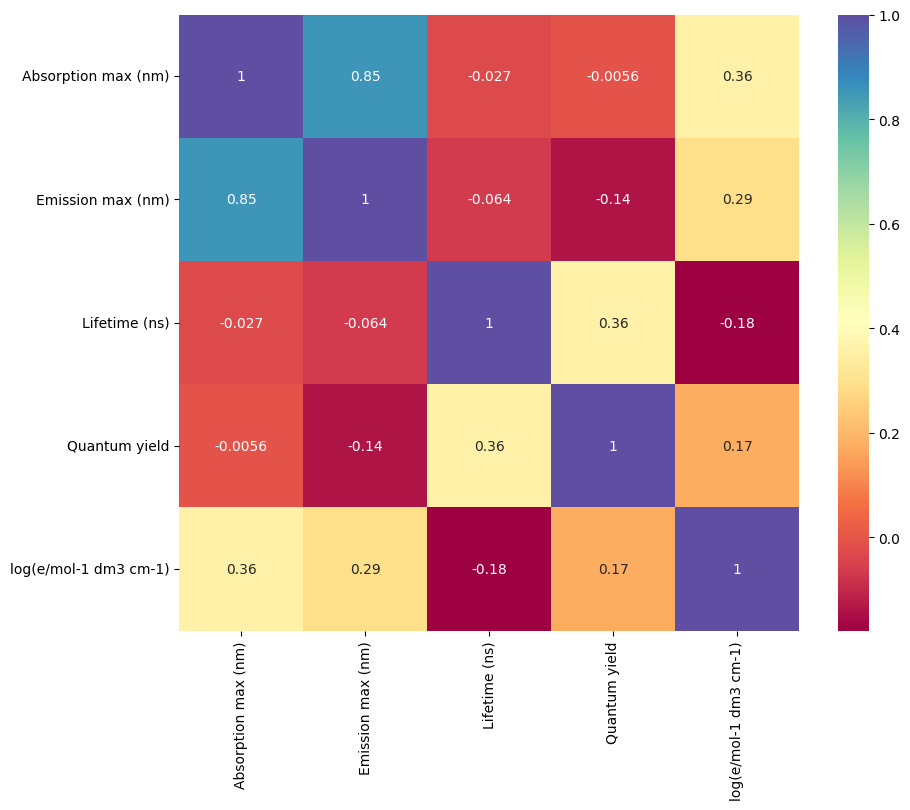 Absorption max (nm) 1 0.85 -0.027 -0.0056 0.36
Emission max (nm) 0.85 1 -0.064 -0.14 0.29
Lifetime (ns) -0.027 -0.064 1 0.36 -0.18
Quantum yield -0.0056 -0.14 0.36 1 0.17
log(e/mol-1 dm3 cm-1) 0.36 0.29 -0.18 0.17 1
Absorption max (nm)
Emission max (nm)
Lifetime (ns)
Quantum yield
log(e/mol-1 dm3 cm-1)
1.0
0.8
0.6
0.4
0.2
0.0